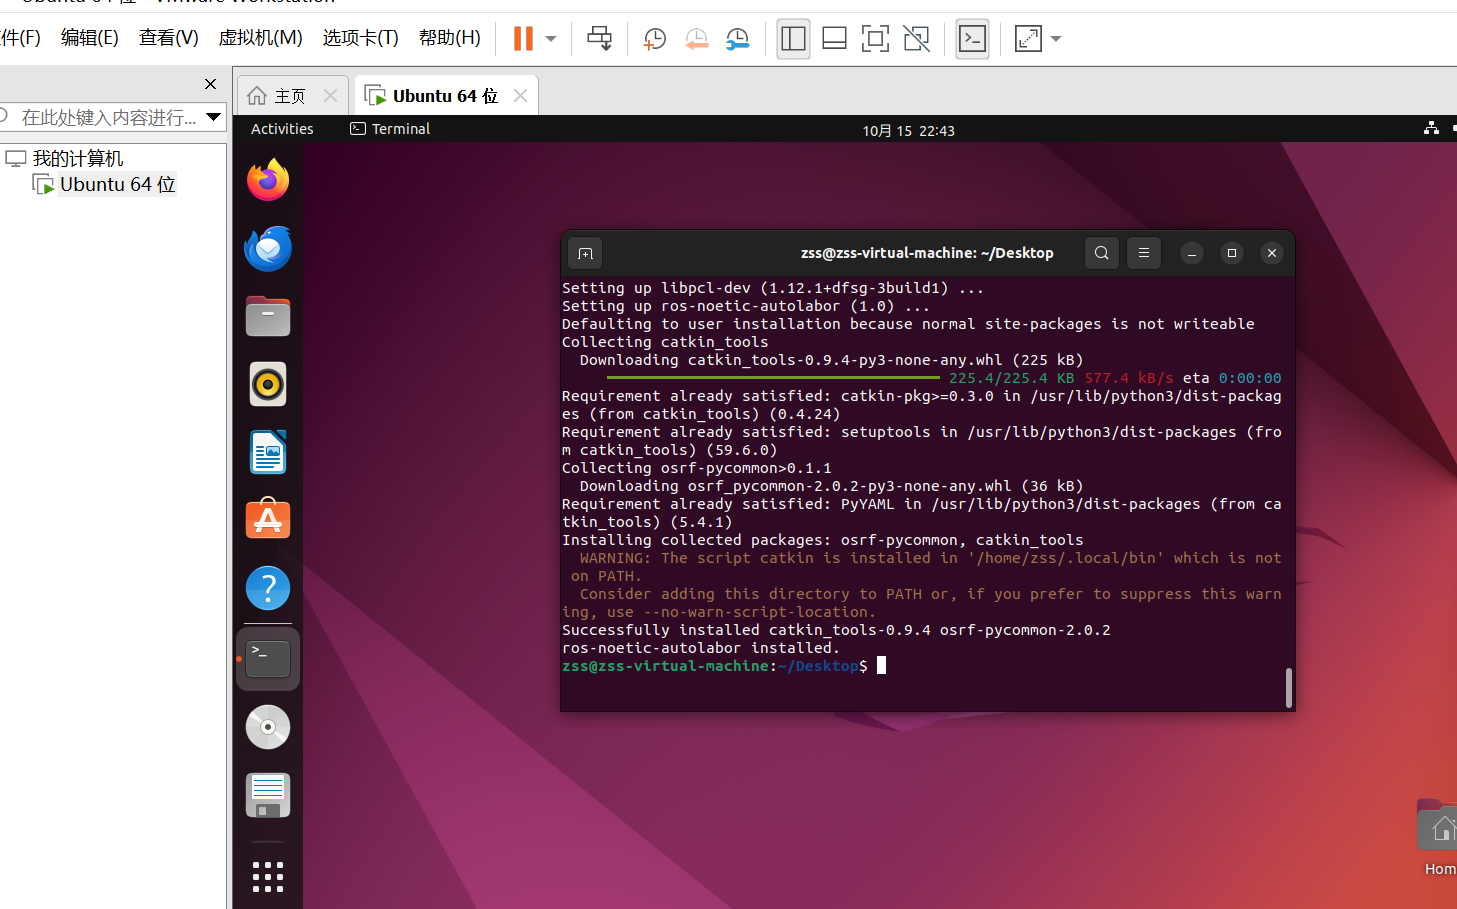 件(F) 编辑(E) 查看(V) 虚拟机(M) 选项卡(T) 帮助(H)
在此处键入内容进行...
主页 Ubuntu 64 位
我的计算机
Ubuntu 64 位
Activities Terminal 10月 15 22:43
zss@zss-virtual-machine: ~/Desktop
Setting up libpcl-dev (1.12.1+dfsg-3build1) ...
Setting up ros-noetic-autolabor (1.0) ...
Defaulting to user installation because normal site-packages is not writeable
Collecting catkin_tools
Downloading catkin_tools-0.9.4-py3-none-any.whl (225 kB)
225.4/225.4 KB 577.4 kB/s eta 0:00:00
Requirement already satisfied: catkin-pkg>=0.3.0 in /usr/lib/python3/dist-packag
es (from catkin_tools) (0.4.24)
Requirement already satisfied: setuptools in /usr/lib/python3/dist-packages (fro
m catkin_tools) (59.6.0)
Collecting osrf-pycommon>0.1.1
Downloading osrf_pycommon-2.0.2-py3-none-any.whl (36 kB)
Requirement already satisfied: PyYAML in /usr/lib/python3/dist-packages (from ca
tkin_tools) (5.4.1)
Installing collected packages: osrf-pycommon, catkin_tools
WARNING: The script catkin is installed in '/home/zss/.local/bin' which is not
on PATH.
Consider adding this directory to PATH or, if you prefer to suppress this warn
ing, use --no-warn-script-location.
Successfully installed catkin_tools-0.9.4 osrf-pycommon-2.0.2
ros-noetic-autolabor installed.
zss@zss-virtual-machine:~/Desktop$
Hom